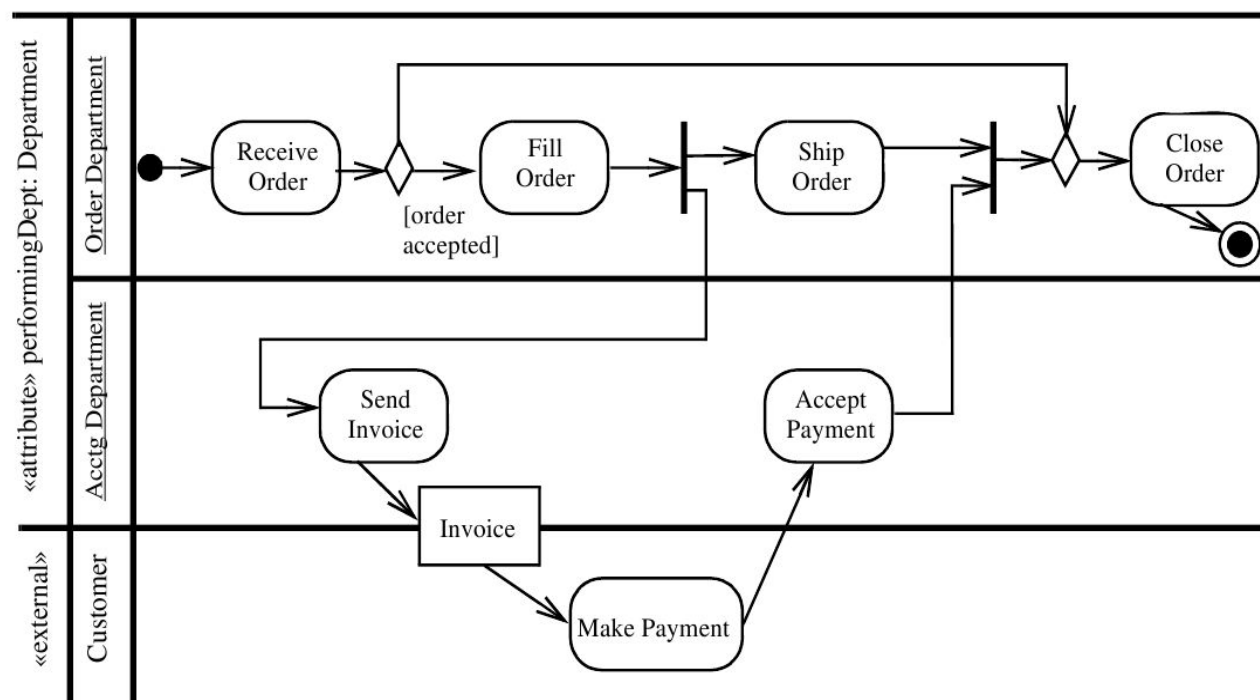 «attribute» performingDept: Department
Order Department
Receive
Order
[order
accepted]
Fill
Order
Ship
Order
Close
Order
Acctg Department
Send
Invoice
Accept
Payment
Invoice
«external»
Customer
Make Payment